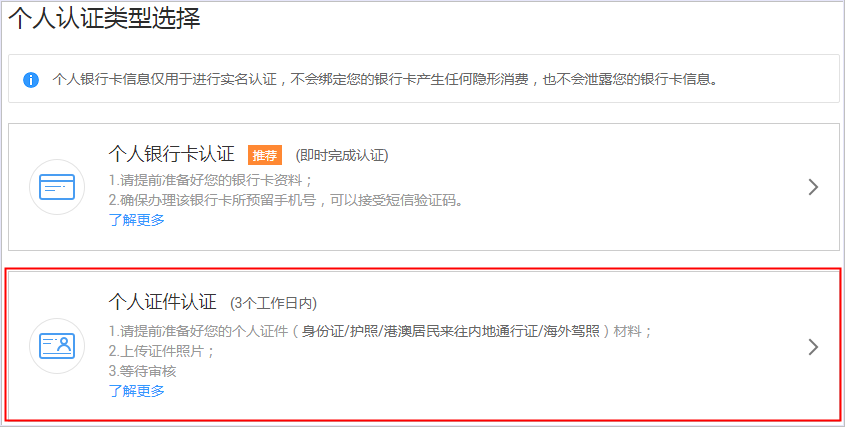 个人认证类型选择
个人银行卡信息仅用于进行实名认证，不会绑定您的银行卡产生任何隐形消费，也不会泄露您的银行卡信息。
个人银行卡认证 推荐 (即时完成认证)
1.请提前准备好您的银行卡资料；
2.确保办理该银行卡所预留手机号，可以接受短信验证码。
了解更多
个人证件认证 (3个工作日内)
1.请提前准备好您的个人证件（身份证/护照/港澳居民来往内地通行证/海外驾照）材料；
2.上传证件照片；
3.等待审核
了解更多